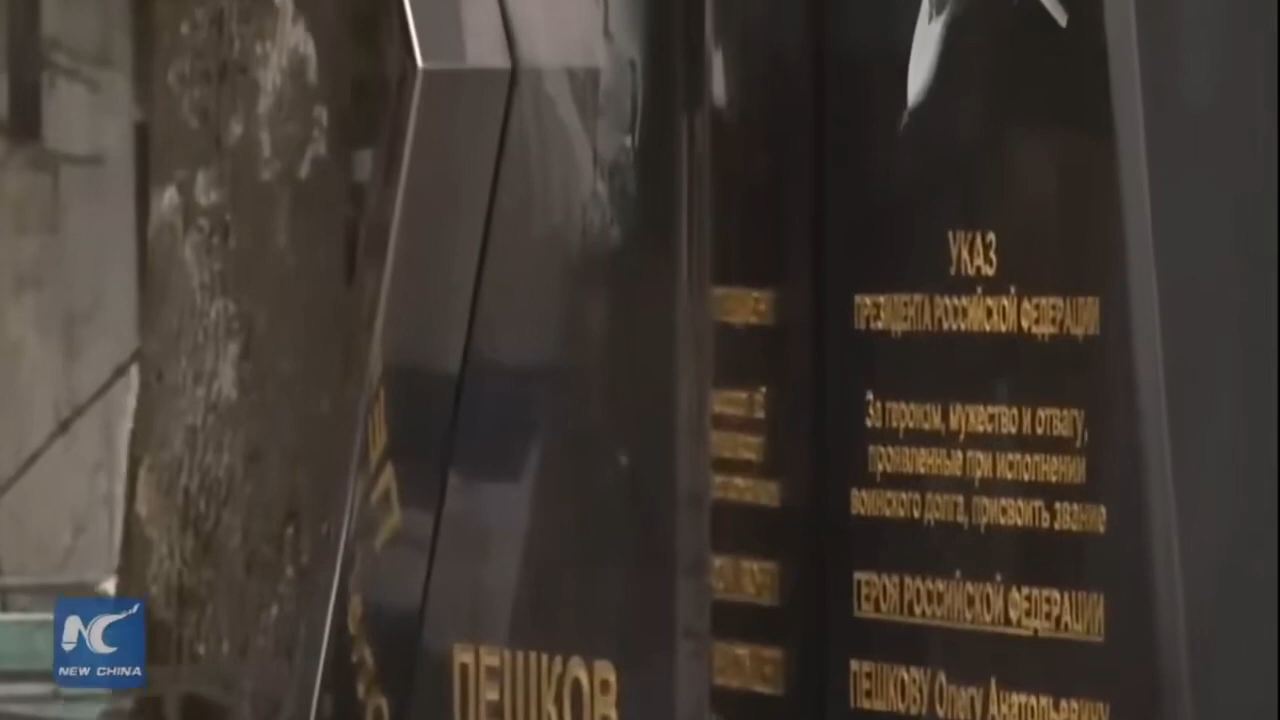 УКАЗ
ПРЕЗИДЕНТА РОССИЙСКОЙ ФЕДЕРАЦИИ
За героизм, мужество и отвагу,
проявленные при исполнении
воинского долга, присвоить звание
ГЕРОЯ РОССИЙСКОЙ ФЕДЕРАЦИИ
ПЕШКОВУ Олегу Анатольевичу
ПЕШКОВ
NEW CHINA